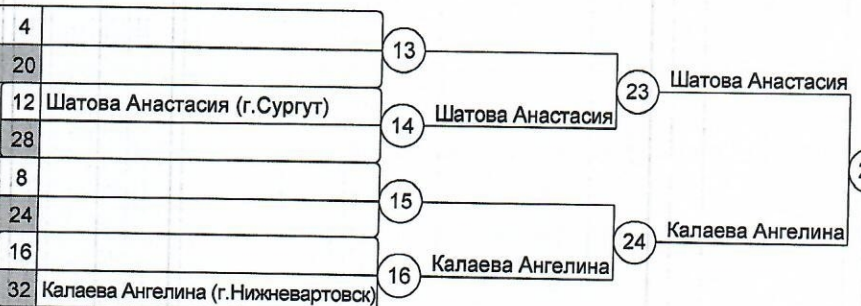 4
20
13
12 Шатова Анастасия (г.Сургут)
28
14 Шатова Анастасия
23 Шатова Анастасия
8
24
15
16
32 Калаева Ангелина (г.Нижневартовск)
16 Калаева Ангелина
24 Калаева Ангелина